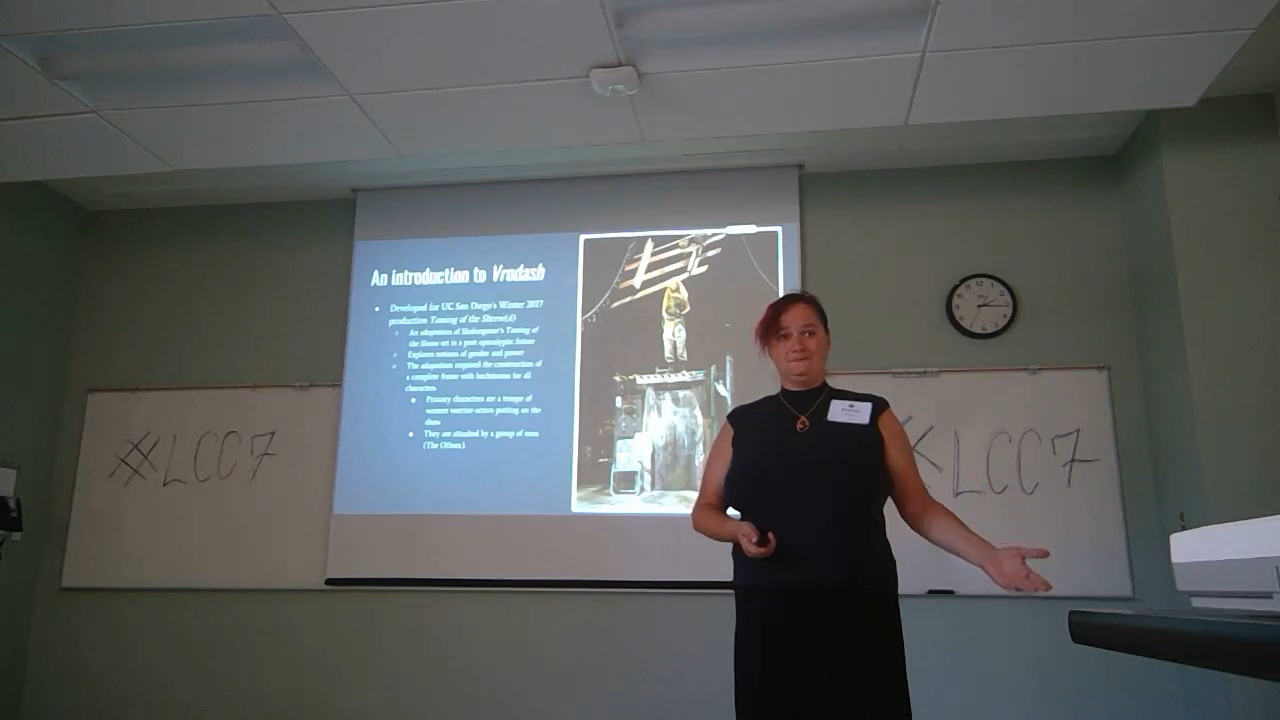 An introduction to Vrodash
Developed for UC San Diego's Winter 2017
production Taming of the Shrew(d)
An adaptation of Shakespeare's Taming of
the Shrew set in a post-apocalyptic future
Explores notions of gender and power
The adaptation required the construction of
a complete frame with backstories for all
characters
Primary characters are a troupe of
women warrior-actors putting on the
show
They are attacked by a group of men
(The Others).
#LCC7
#LCC7